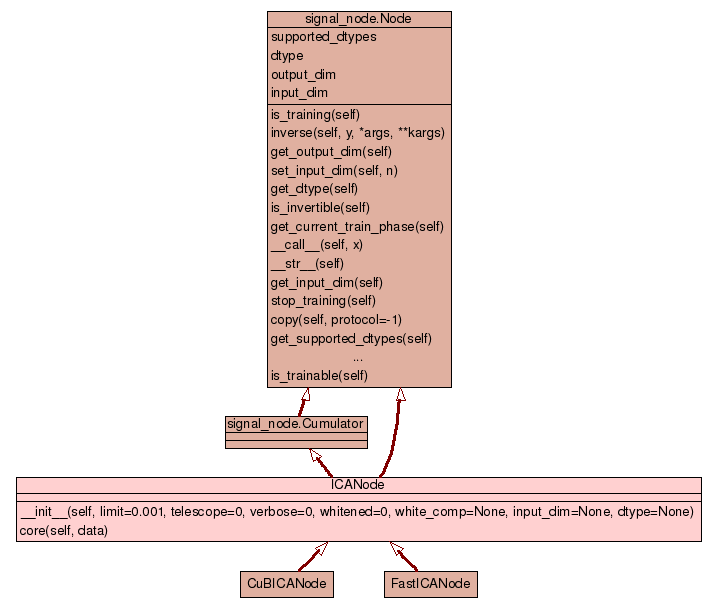 signal_node.Node
supported_dtypes
dtype
output_dim
input_dim
is_training(self)
inverse(self, y, *args, **kargs)
get_output_dim(self)
set_input_dim(self, n)
get_dtype(self)
is_invertible(self)
get_current_train_phase(self)
__call__(self, x)
__str__(self)
get_input_dim(self)
stop_training(self)
copy(self, protocol=-1)
get_supported_dtypes(self)
...
is_trainable(self)
signal_node.Cumulator
ICANode
__init__(self, limit=0.001, telescope=0, verbose=0, whitened=0, white_comp=None, input_dim=None, dtype=None)
core(self, data)
CuBICANode
FastICANode